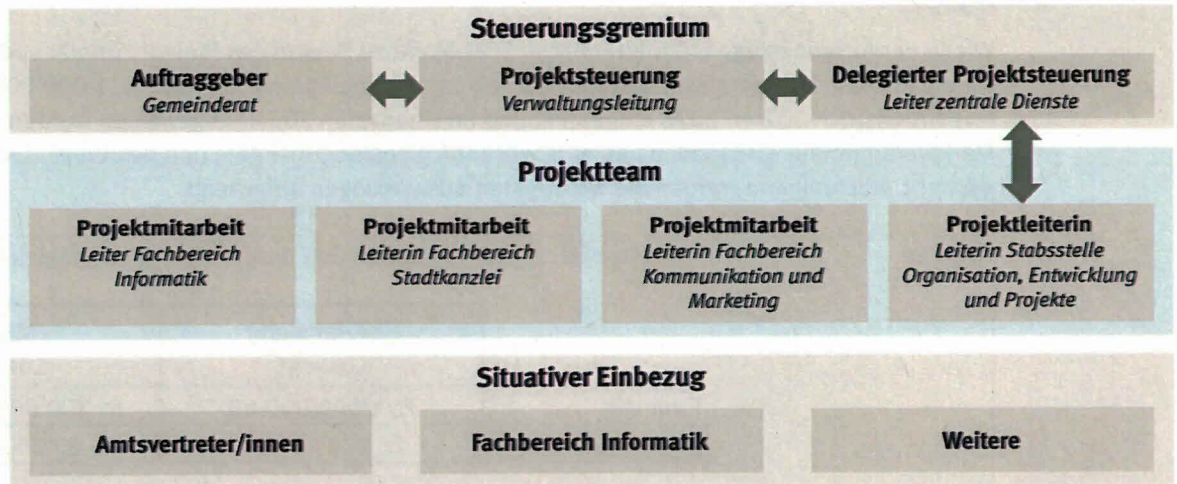 Steuerungsgremium
Auftraggeber
Gemeinderat
Projektsteuerung
Verwaltungsleitung
Delegierter Projektsteuerung
Leiter zentrale Dienste
Projektteam
Projektmitarbeit
Leiter Fachbereich
Informatik
Projektmitarbeit
Leiterin Fachbereich
Stadtkanzlei
Projektmitarbeit
Leiterin Fachbereich
Kommunikation und
Marketing
Projektleiterin
Leiterin Stabsstelle
Organisation, Entwicklung
und Projekte
Situativer Einbezug
Amtsvertreter/innen
Fachbereich Informatik
Weitere